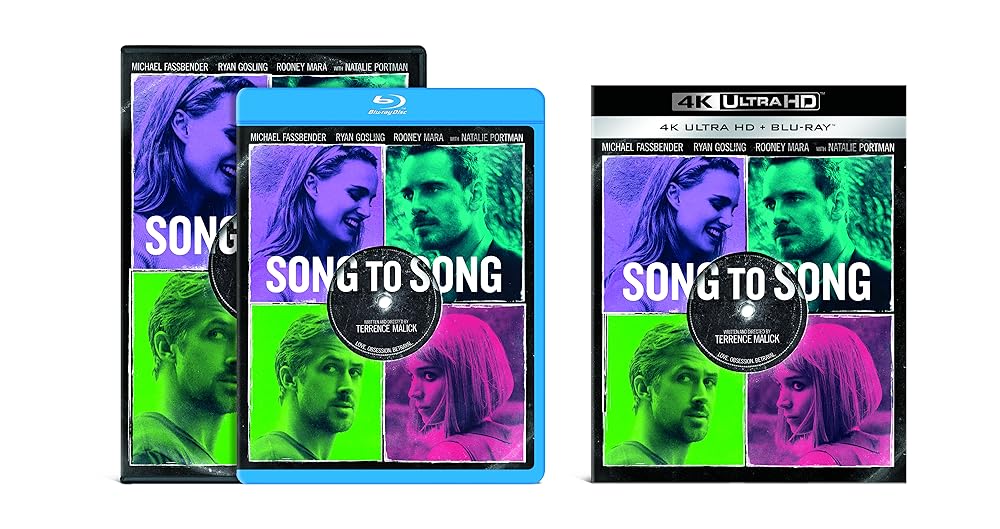 MICHAEL FASSBENDER RYAN GOSLING ROONEY MARA WITH NATALIE PORTMAN
SONG
Blu-ray Disc
MICHAEL FASSBENDER RYAN GOSLING ROONEY MARA WITH NATALIE PORTMAN
SONG TO SONG
WRITTEN AND DIRECTED BY
TERRENCE MALICK
LOVE. OBSESSION. BETRAYAL.
4K ULTRA HD™
4K ULTRA HD + BLU-RAY™
MICHAEL FASSBENDER RYAN GOSLING ROONEY MARA WITH NATALIE PORTMAN
SONG TO SONG
WRITTEN AND DIRECTED BY
TERRENCE MALICK
LOVE. OBSESSION. BETRAYAL.